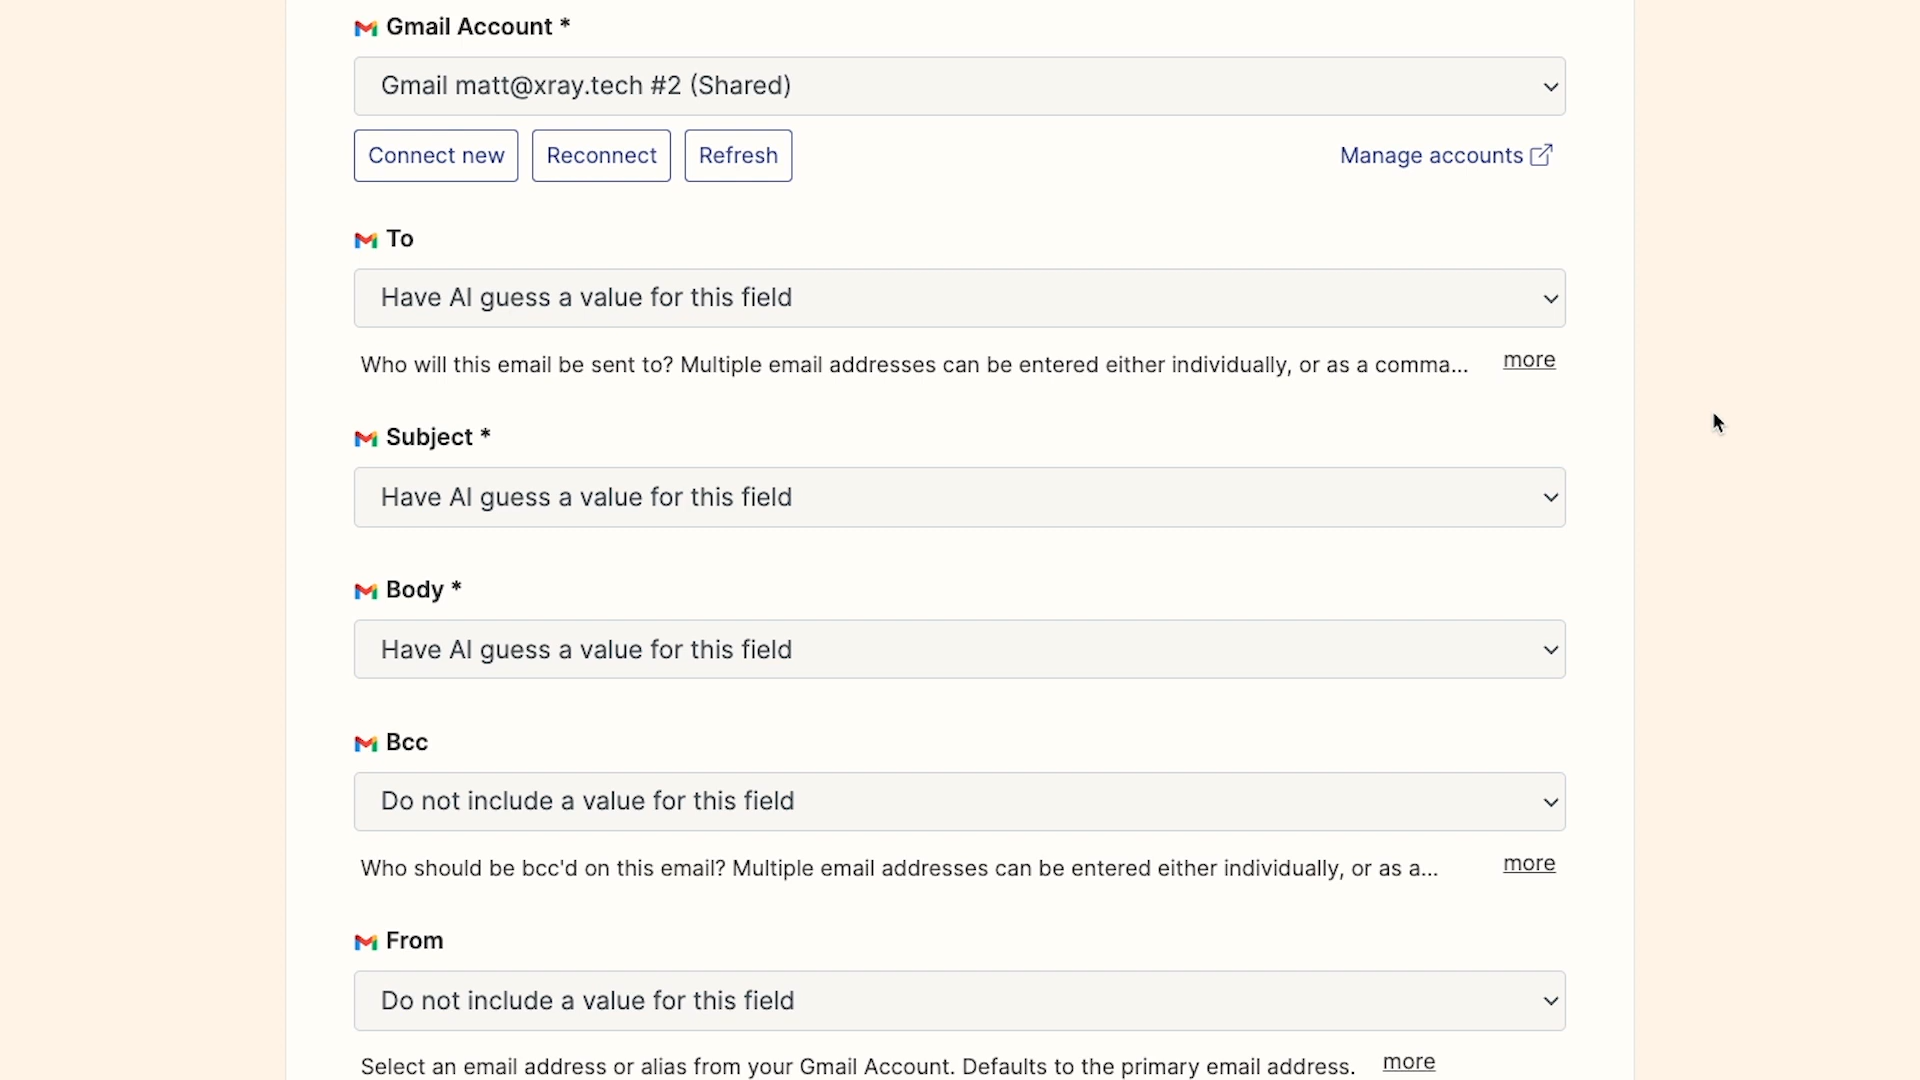 Gmail Account *
Gmail matt@xray.tech #2 (Shared)
Connect new Reconnect Refresh Manage accounts
To
Have AI guess a value for this field
Who will this email be sent to? Multiple email addresses can be entered either individually, or as a comma... more
Subject *
Have AI guess a value for this field
Body *
Have AI guess a value for this field
Bcc
Do not include a value for this field
Who should be bcc'd on this email? Multiple email addresses can be entered either individually, or as a... more
From
Do not include a value for this field
Select an email address or alias from your Gmail Account. Defaults to the primary email address. more